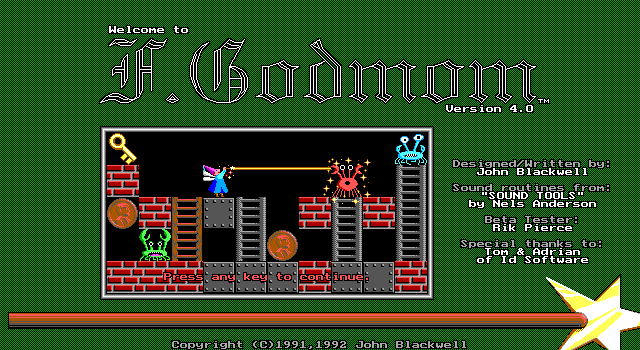 Welcome to
F.Godmom™
Version 4.0
Designed/Written by:
John Blackwell
Sound routines from:
"SOUND TOOLS"
by Nels Anderson
Beta Tester:
Rik Pierce
Special thanks to:
Tom & Adrian
of Id Software
Press any key to continue.
Copyright (C)1991,1992 John Blackwell